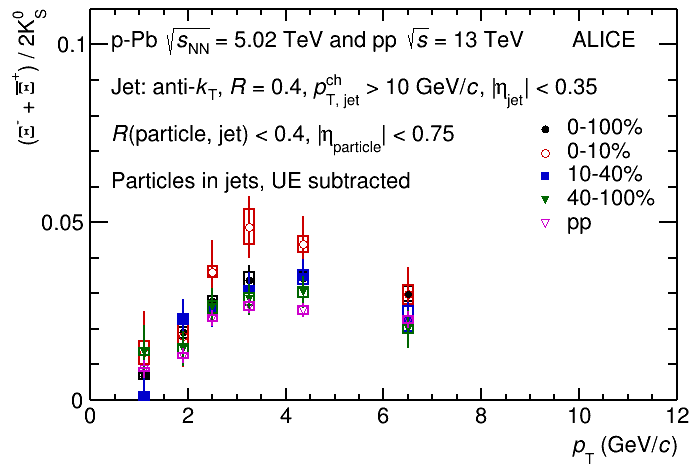 (Ξ⁻ + Ξ̄⁺) / 2K⁰_S
0.1
0.05
0
p-Pb √s_NN = 5.02 TeV and pp √s = 13 TeV ALICE
Jet: anti-k_T, R = 0.4, p_T, jet^ch > 10 GeV/c, |η_jet| < 0.35
R(particle, jet) < 0.4, |η_particle| < 0.75
Particles in jets, UE subtracted
0-100%
0-10%
10-40%
40-100%
pp
0 2 4 6 8 10 12
p_T (GeV/c)